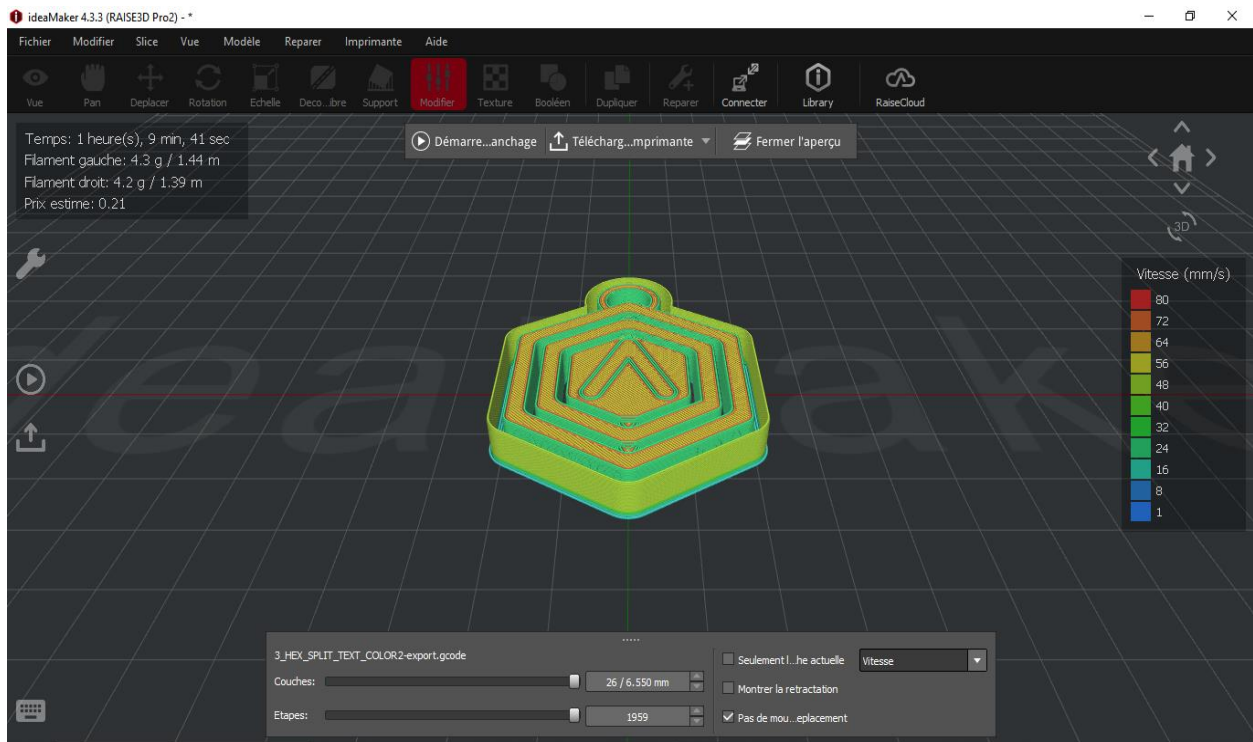 ideaMaker 4.3.3 (RAISE3D Pro2) - *
Fichier Modifier Slice Vue Modèle Reparer Imprimante Aide
Vue Pan Deplacer Rotation Echelle Deco...ibre Support Modifier Texture Booléen Dupliquer Reparer Connecter Library RaiseCloud
Temps: 1 heure(s), 9 min, 41 sec
Filament gauche: 4.3 g / 1.44 m
Filament droit: 4.2 g / 1.39 m
Prix estime: 0.21
Démarre...anchage Télécharg...mprimante Fermer l'aperçu
3D
Vitesse (mm/s)
80
72
64
56
48
40
32
24
16
8
1
ideaMaker
3_HEX_SPLIT_TEXT_COLOR2-export.gcode
Couches: 26 / 6.550 mm
Etapes: 1959
Seulement l...he actuelle Vitesse
Montrer la retractation
Pas de mou...eplacement